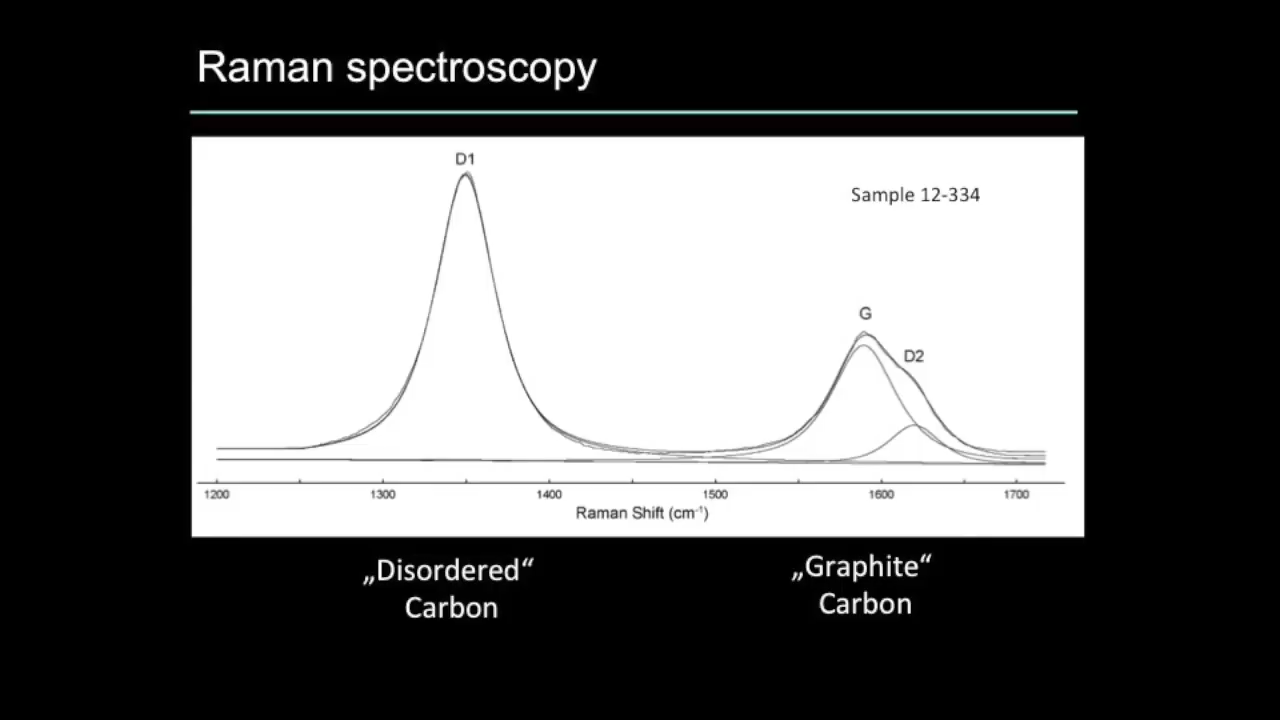 Raman spectroscopy
D1
Sample 12-334
G
D2
1200 1300 1400 1500 1600 1700
Raman Shift (cm⁻¹)
„Disordered“
Carbon
„Graphite“
Carbon